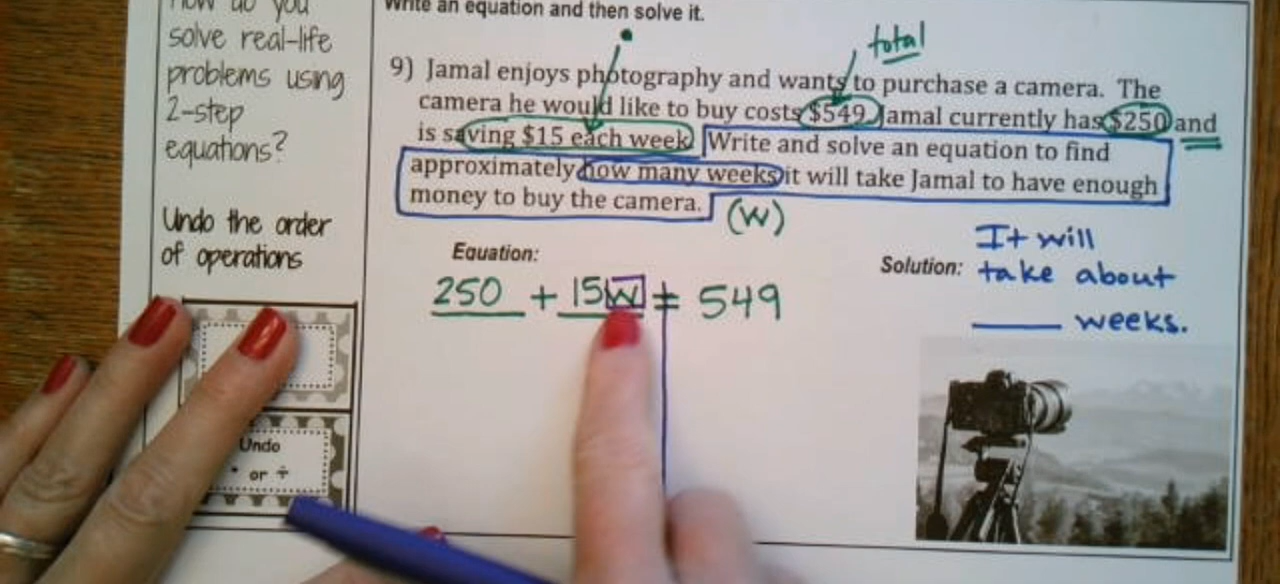 How do you
solve real-life
problems using
2-step
equations?
Undo the order
of operations
Undo
• or ÷
Write an equation and then solve it.
total
9) Jamal enjoys photography and wants to purchase a camera. The
camera he would like to buy costs $549. Jamal currently has $250 and
is saving $15 each week. Write and solve an equation to find
approximately how many weeks it will take Jamal to have enough
money to buy the camera.
(w)
Equation:
250 + 15w = 549
Solution: It will
take about
____ weeks.